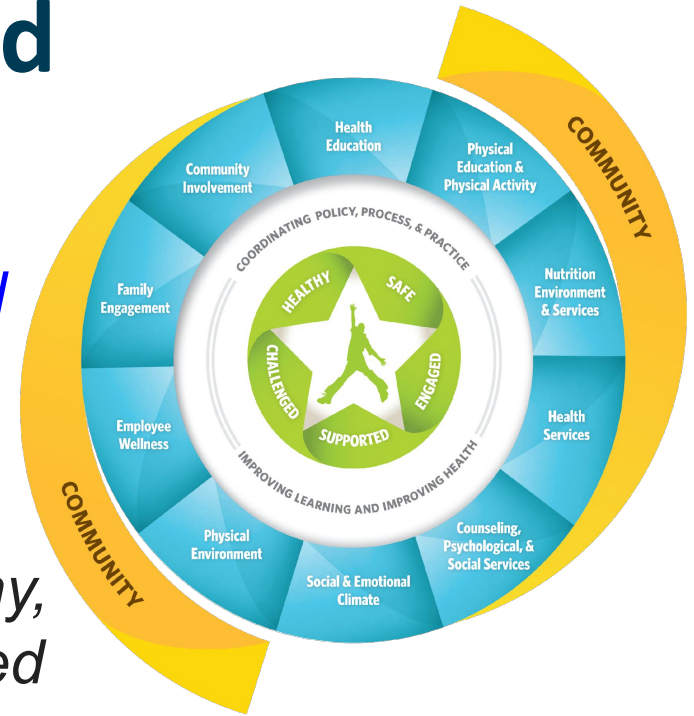 d
COMMUNITY
Health
Education
Physical
Education &
Physical Activity
Nutrition
Environment
& Services
Health
Services
Counseling,
Psychological, &
Social Services
Social & Emotional
Climate
Physical
Environment
Employee
Wellness
Family
Engagement
Community
Involvement
COORDINATING POLICY, PROCESS, & PRACTICE
IMPROVING LEARNING AND IMPROVING HEALTH
HEALTHY
SAFE
ENGAGED
SUPPORTED
CHALLENGED
COMMUNITY
y,
ed